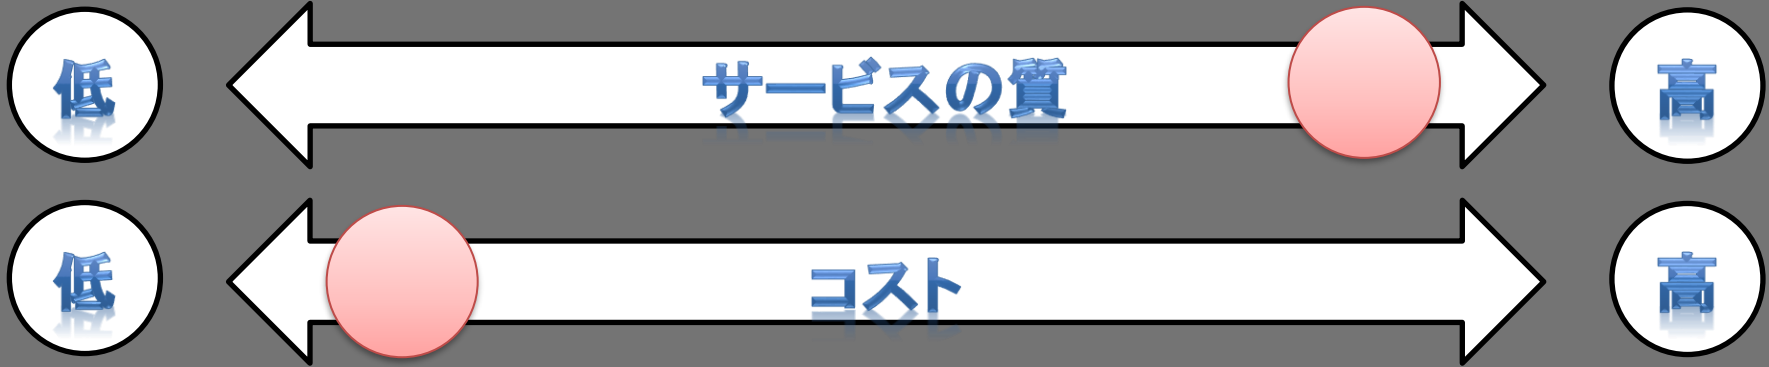 低 サービスの質 高
低 コスト 高